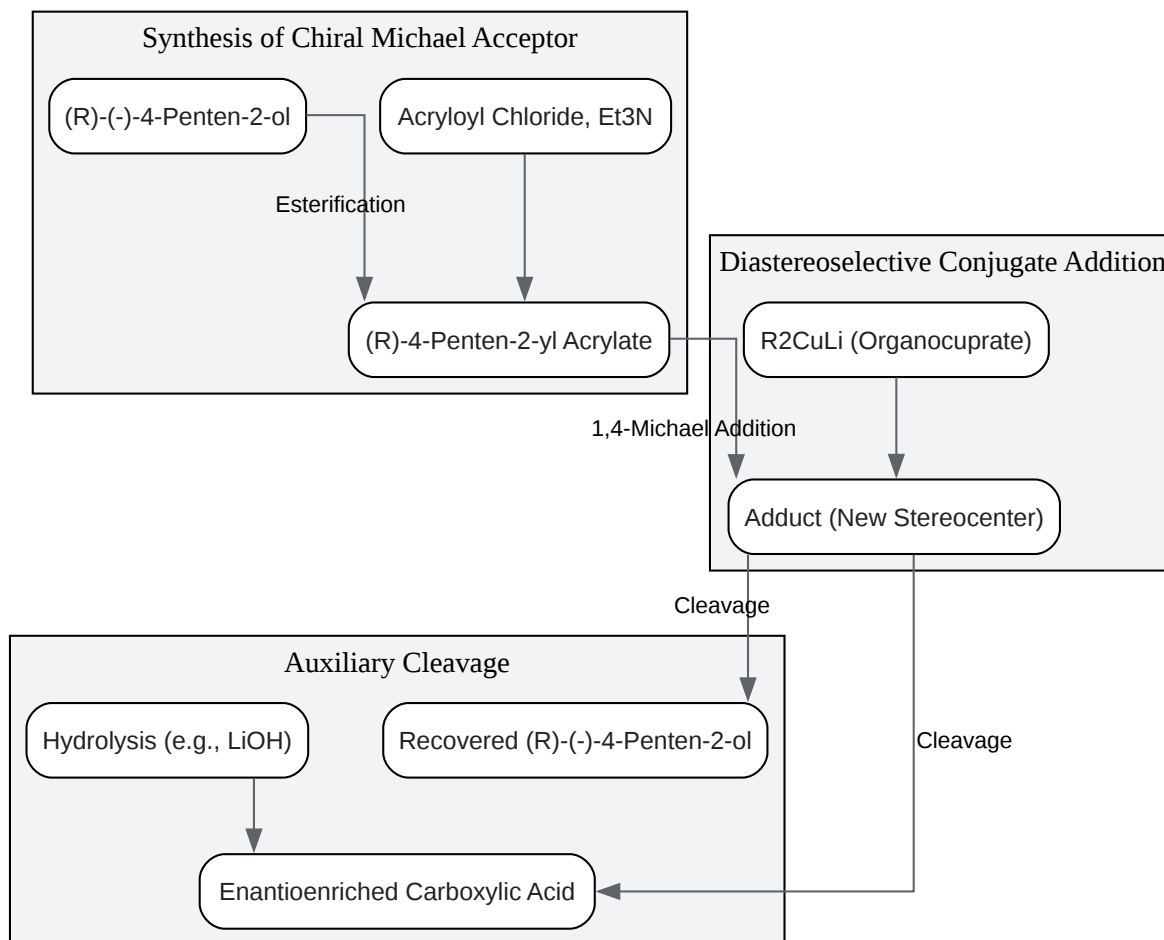 Synthesis of Chiral Michael Acceptor
(R)-(-)-4-Penten-2-ol
Acryloyl Chloride, Et3N
Esterification
(R)-4-Penten-2-yl Acrylate
Diastereoselective Conjugate Addition
R2CuLi (Organocuprate)
1,4-Michael Addition
Adduct (New Stereocenter)
Cleavage
Auxiliary Cleavage
Hydrolysis (e.g., LiOH)
Recovered (R)-(-)-4-Penten-2-ol
Cleavage
Enantioenriched Carboxylic Acid